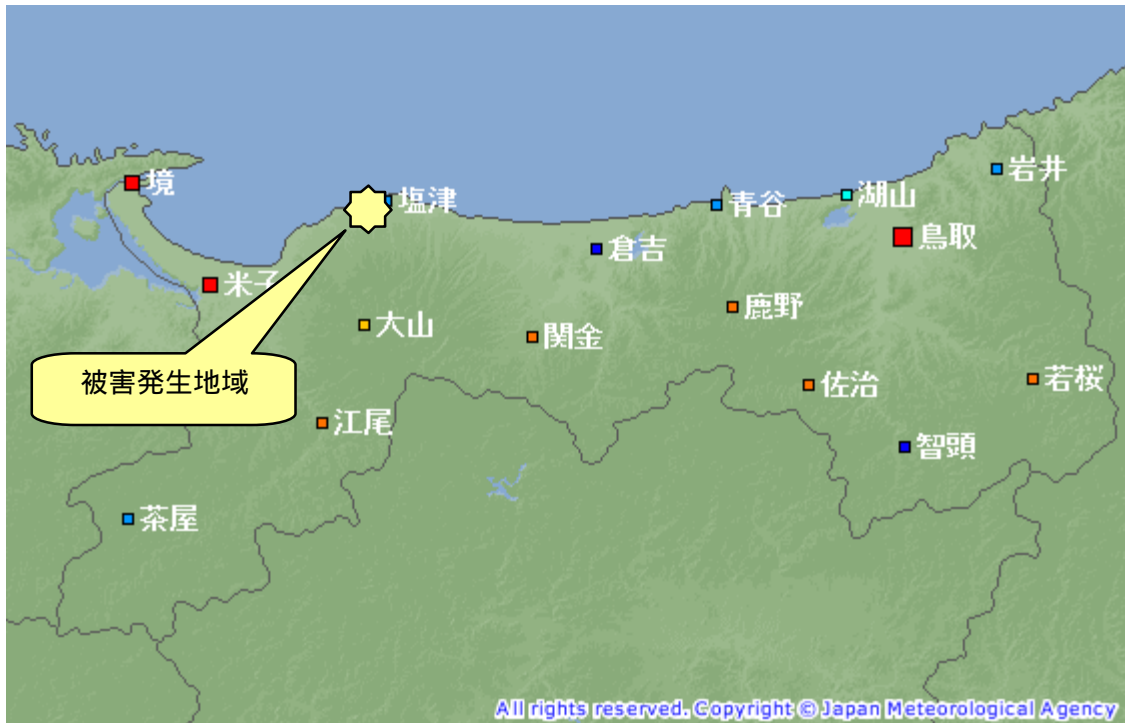 境
塩津
青谷
湖山
岩井
倉吉
鳥取
米子
大山
関金
鹿野
佐治
若桜
被害発生地域
江尾
智頭
茶屋
All rights reserved. Copyright © Japan Meteorological Agency